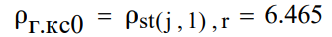 ρг.кс0 = ρst(j , 1) , r = 6.465